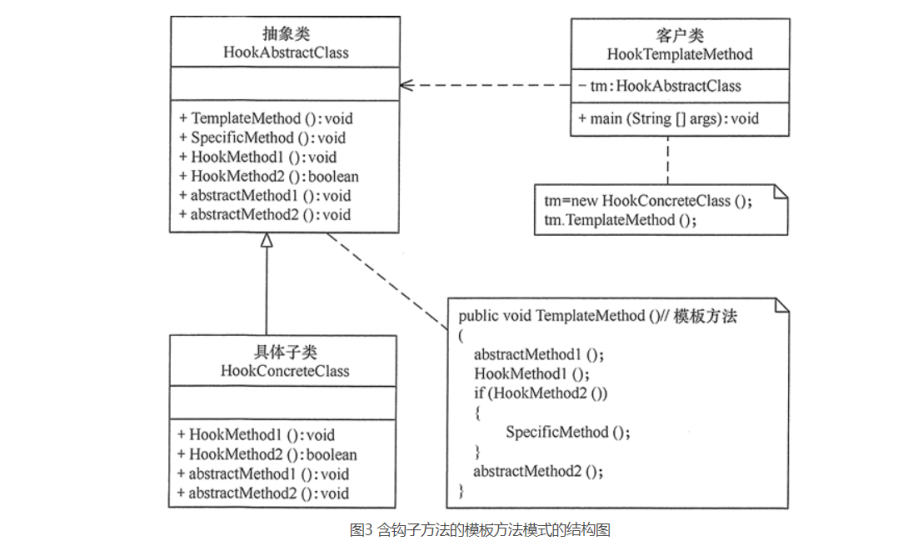 抽象类
HookAbstractClass
+ TemplateMethod (): void
+ SpecificMethod (): void
+ HookMethod1 (): void
+ HookMethod2 (): boolean
+ abstractMethod1 (): void
+ abstractMethod2 (): void
客户类
HookTemplateMethod
- tm: HookAbstractClass
+ main (String [] args): void
tm=new HookConcreteClass ();
tm.TemplateMethod ();
具体子类
HookConcreteClass
+ HookMethod1 (): void
+ HookMethod2 (): boolean
+ abstractMethod1 (): void
+ abstractMethod2 (): void
public void TemplateMethod ()// 模板方法
(
abstractMethod1 ();
HookMethod1 ();
if (HookMethod2 ())
{
SpecificMethod ();
}
abstractMethod2 ();
}
图3 含钩子方法的模板方法模式的结构图